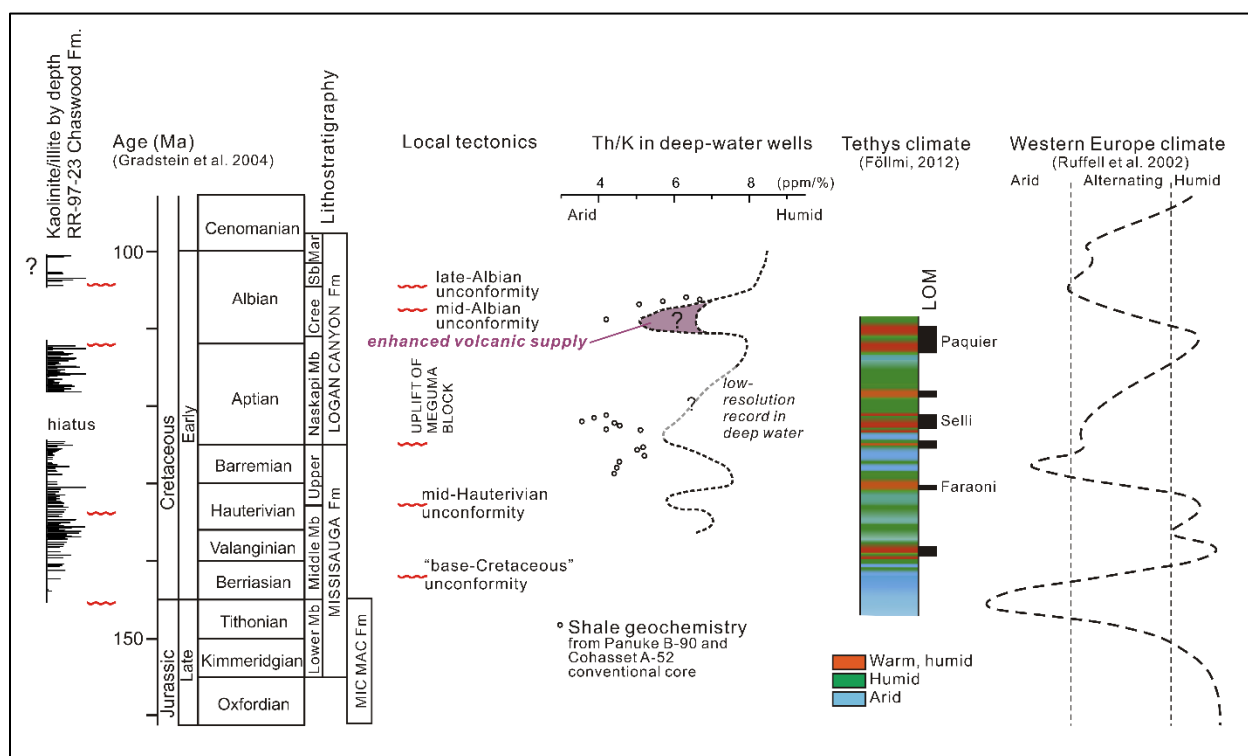 Kaolinite/illite by depth
RR-97-23 Chaswood Fm.
?
hiatus
Age (Ma)
(Gradstein et al. 2004)
100
150
Cretaceous
Jurassic
Early
Late
Cenomanian
Albian
Aptian
Barremian
Hauterivian
Valanginian
Berriasian
Tithonian
Kimmeridgian
Oxfordian
Lithostratigraphy
Mar
Sb
Cree
Naskapi Mb
Upper
Middle Mb
Lower Mb
LOGAN CANYON Fm
MISSISAUGA Fm
MIC MAC Fm
Local tectonics
late-Albian
unconformity
mid-Albian
unconformity
enhanced volcanic supply
UPLIFT OF
MEGUMA
BLOCK
mid-Hauterivian
unconformity
"base-Cretaceous"
unconformity
Th/K in deep-water wells
4
6
8
(ppm/%)
Arid
Humid
?
?
low-
resolution
record in
deep water
Shale geochemistry
from Panuke B-90 and
Cohasset A-52
conventional core
Tethys climate
(Föllmi, 2012)
LOM
Paquier
Selli
Faraoni
Warm, humid
Humid
Arid
Western Europe climate
(Ruffell et al. 2002)
Arid
Alternating
Humid